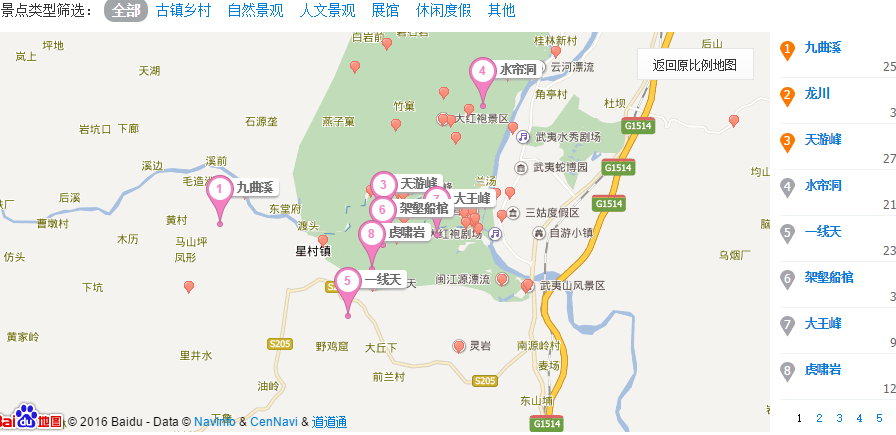 景点类型筛选： 全部 古镇乡村 自然景观 人文景观 展馆 休闲度假 其他
返回原比例地图
白岩前
碧石岩
桂林新村
后山
坪地
岚上
天湖
4 水帘洞
云河漂流
角亭村
杜坝
竹窠
燕子窠
大红袍景区
G1514
武夷水秀剧场
石源垄
岩坑口
下廊
溪边
溪前
毛造
武夷蛇博园
G1514
均山
兰汤
1 九曲溪
3 天游峰
7 大王峰
6 架壑船棺
G1514
后溪
曹墩村
黄村
东堂府
渡头
三姑度假区
8 虎啸岩
大红袍剧场
自游小镇
木历
马山坪
凤形
仿头
星村镇
乌烟厂
5 一线天
闽江源漂流
武夷山风景区
下坑
S205
黄家岭
里井水
S205
野鸡窟
大丘下
灵岩
南源岭村
麦场
油岭
前兰村
S205
东山埔
G1514
下鲁
Bai 地图 © 2016 Baidu - Data © NavInfo & CenNavi & 道道通
1 九曲溪
25
2 龙川
3
3 天游峰
27
4 水帘洞
21
5 一线天
23
6 架壑船棺
3
7 大王峰
9
8 虎啸岩
12
1 2 3 4 5